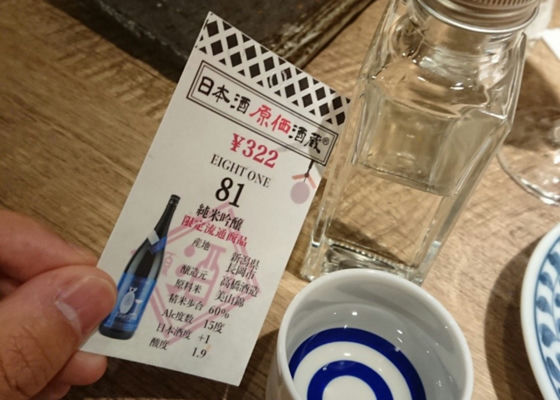 日本酒原価酒蔵®
¥322
EIGHT ONE
81
純米吟醸
限定流通商品
産地 新潟県
長岡市
醸造元 高橋酒造
原料米 美山錦
精米歩合 60%
Alc度数 15度
日本酒度 +1
酸度 1.9